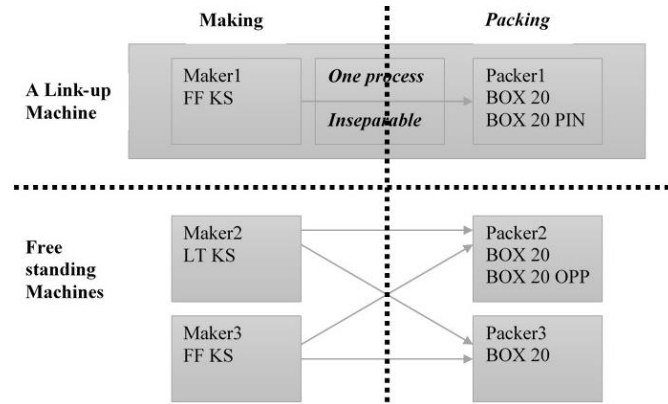 Making
Packing
A Link-up
Machine
Maker1
FF KS
One process
Inseparable
Packer1
BOX 20
BOX 20 PIN
Free
standing
Machines
Maker2
LT KS
Packer2
BOX 20
BOX 20 OPP
Maker3
FF KS
Packer3
BOX 20